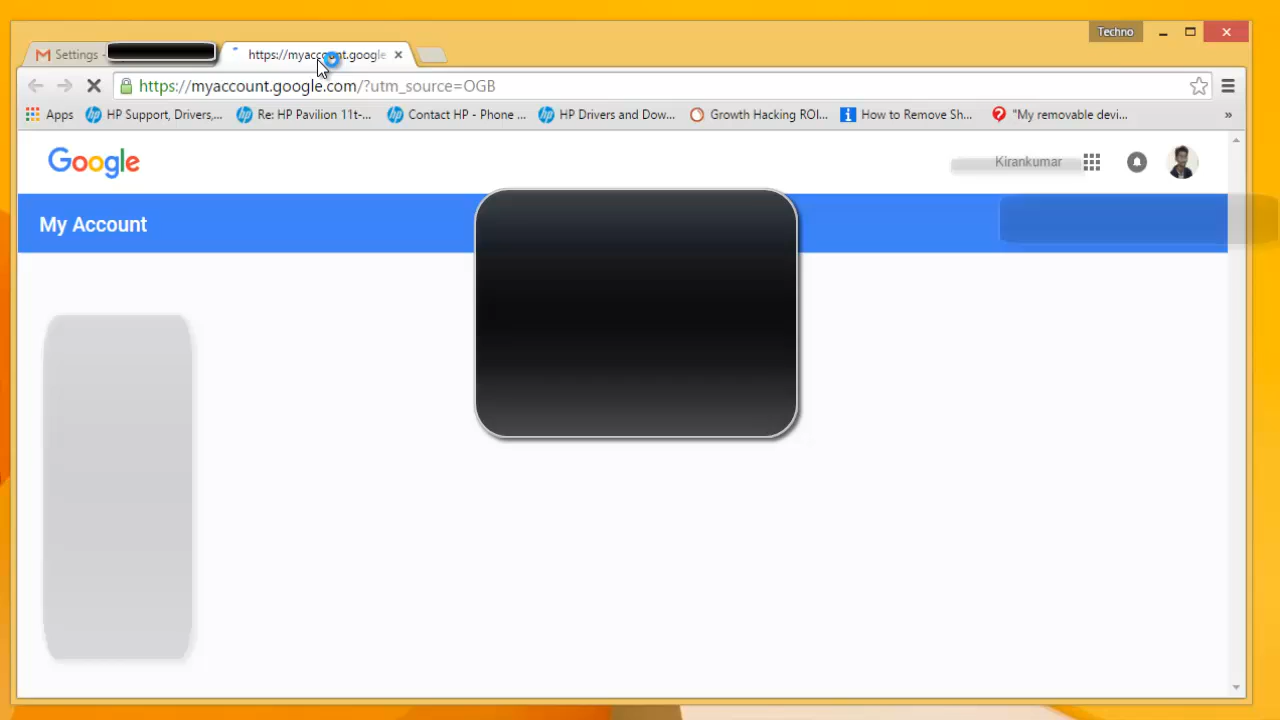 Techno
Settings -
https://myaccount.google
https://myaccount.google.com/?utm_source=OGB
Apps HP Support, Drivers,... Re: HP Pavilion 11t-... Contact HP - Phone ... HP Drivers and Dow... Growth Hacking ROI... How to Remove Sh... "My removable devi... »
Google
Kirankumar
My Account